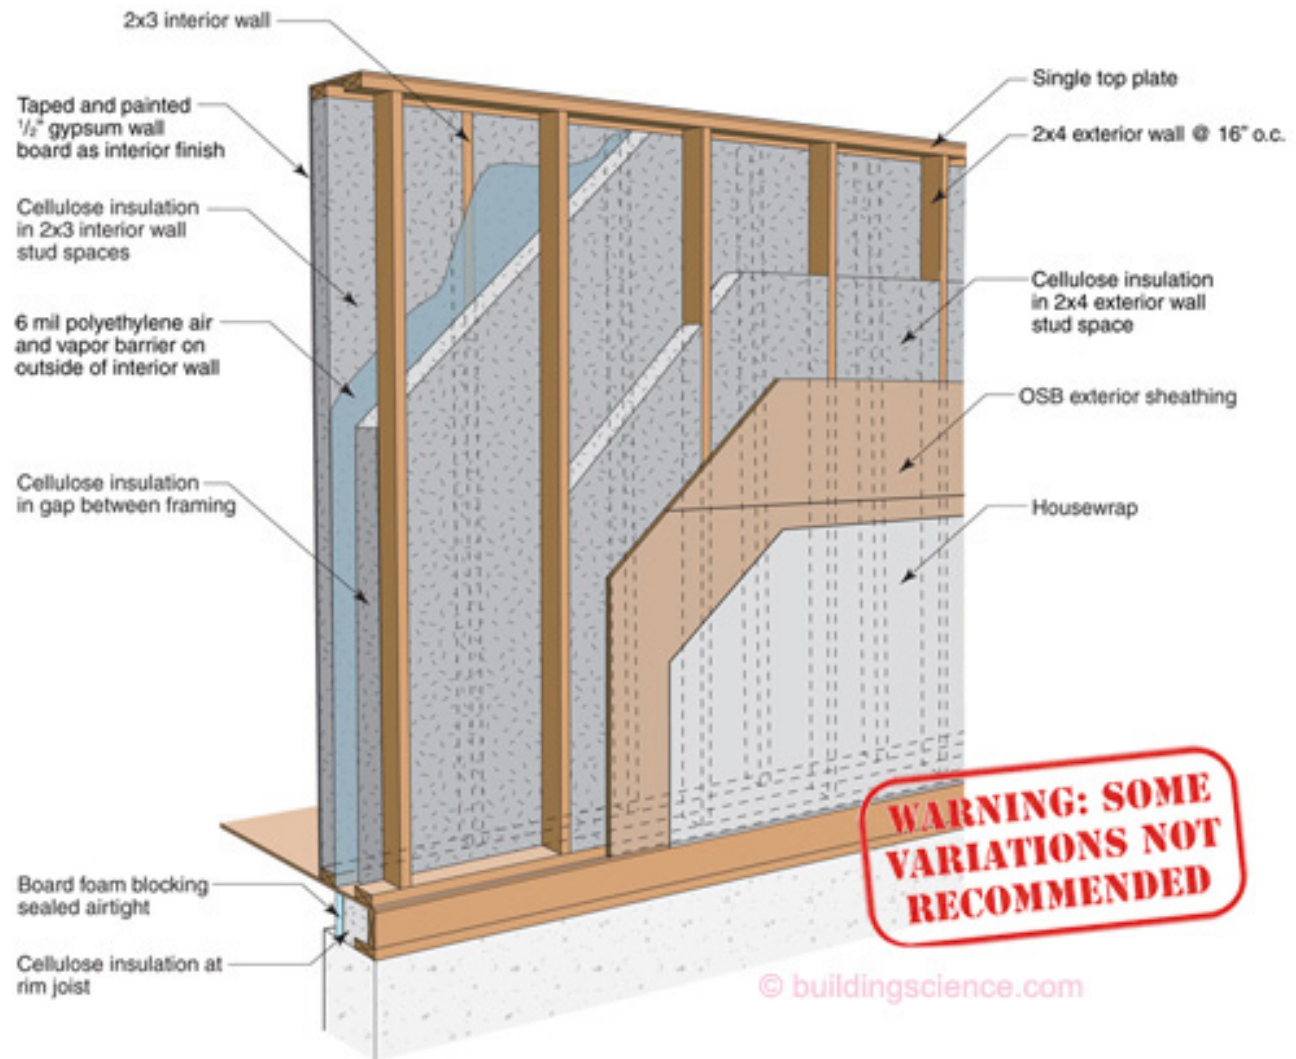 2x3 interior wall
Taped and painted
½" gypsum wall
board as interior finish
Cellulose insulation
in 2x3 interior wall
stud spaces
6 mil polyethylene air
and vapor barrier on
outside of interior wall
Cellulose insulation
in gap between framing
Board foam blocking
sealed airtight
Cellulose insulation at
rim joist
Single top plate
2x4 exterior wall @ 16" o.c.
Cellulose insulation
in 2x4 exterior wall
stud space
OSB exterior sheathing
Housewrap
WARNING: SOME
VARIATIONS NOT
RECOMMENDED
© buildingscience.com